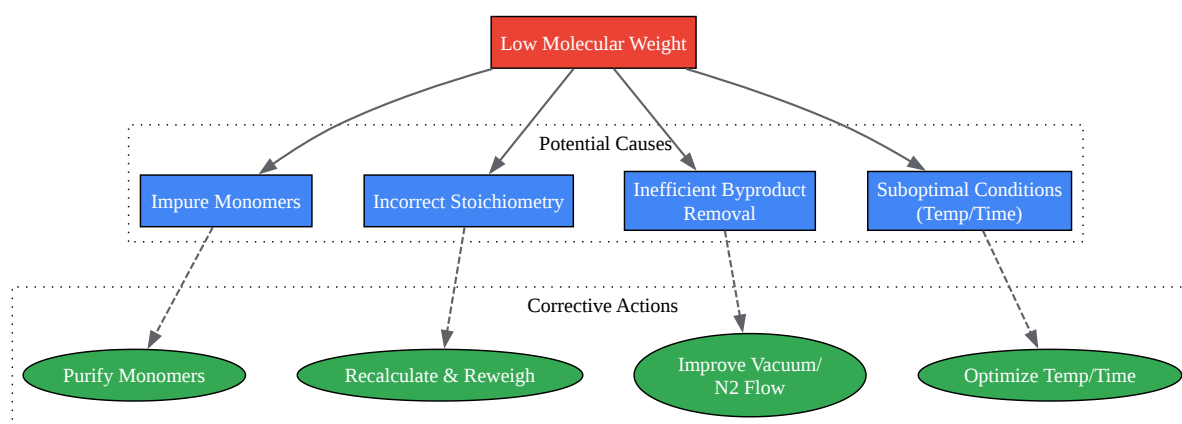 Low Molecular Weight
Potential Causes
Impure Monomers
Incorrect Stoichiometry
Inefficient Byproduct
Removal
Suboptimal Conditions
(Temp/Time)
Corrective Actions
Purify Monomers
Recalculate & Reweigh
Improve Vacuum/
N2 Flow
Optimize Temp/Time